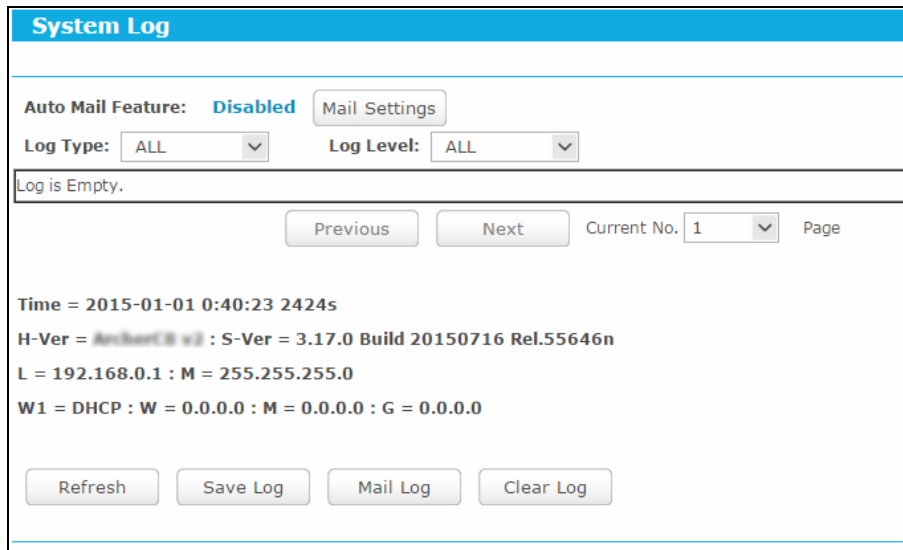 System Log
Auto Mail Feature: Disabled Mail Settings
Log Type: ALL Log Level: ALL
Log is Empty.
Previous Next Current No. 1 Page
Time = 2015-01-01 0:40:23 2424s
H-Ver = : S-Ver = 3.17.0 Build 20150716 Rel.55646n
L = 192.168.0.1 : M = 255.255.255.0
W1 = DHCP : W = 0.0.0.0 : M = 0.0.0.0 : G = 0.0.0.0
Refresh Save Log Mail Log Clear Log